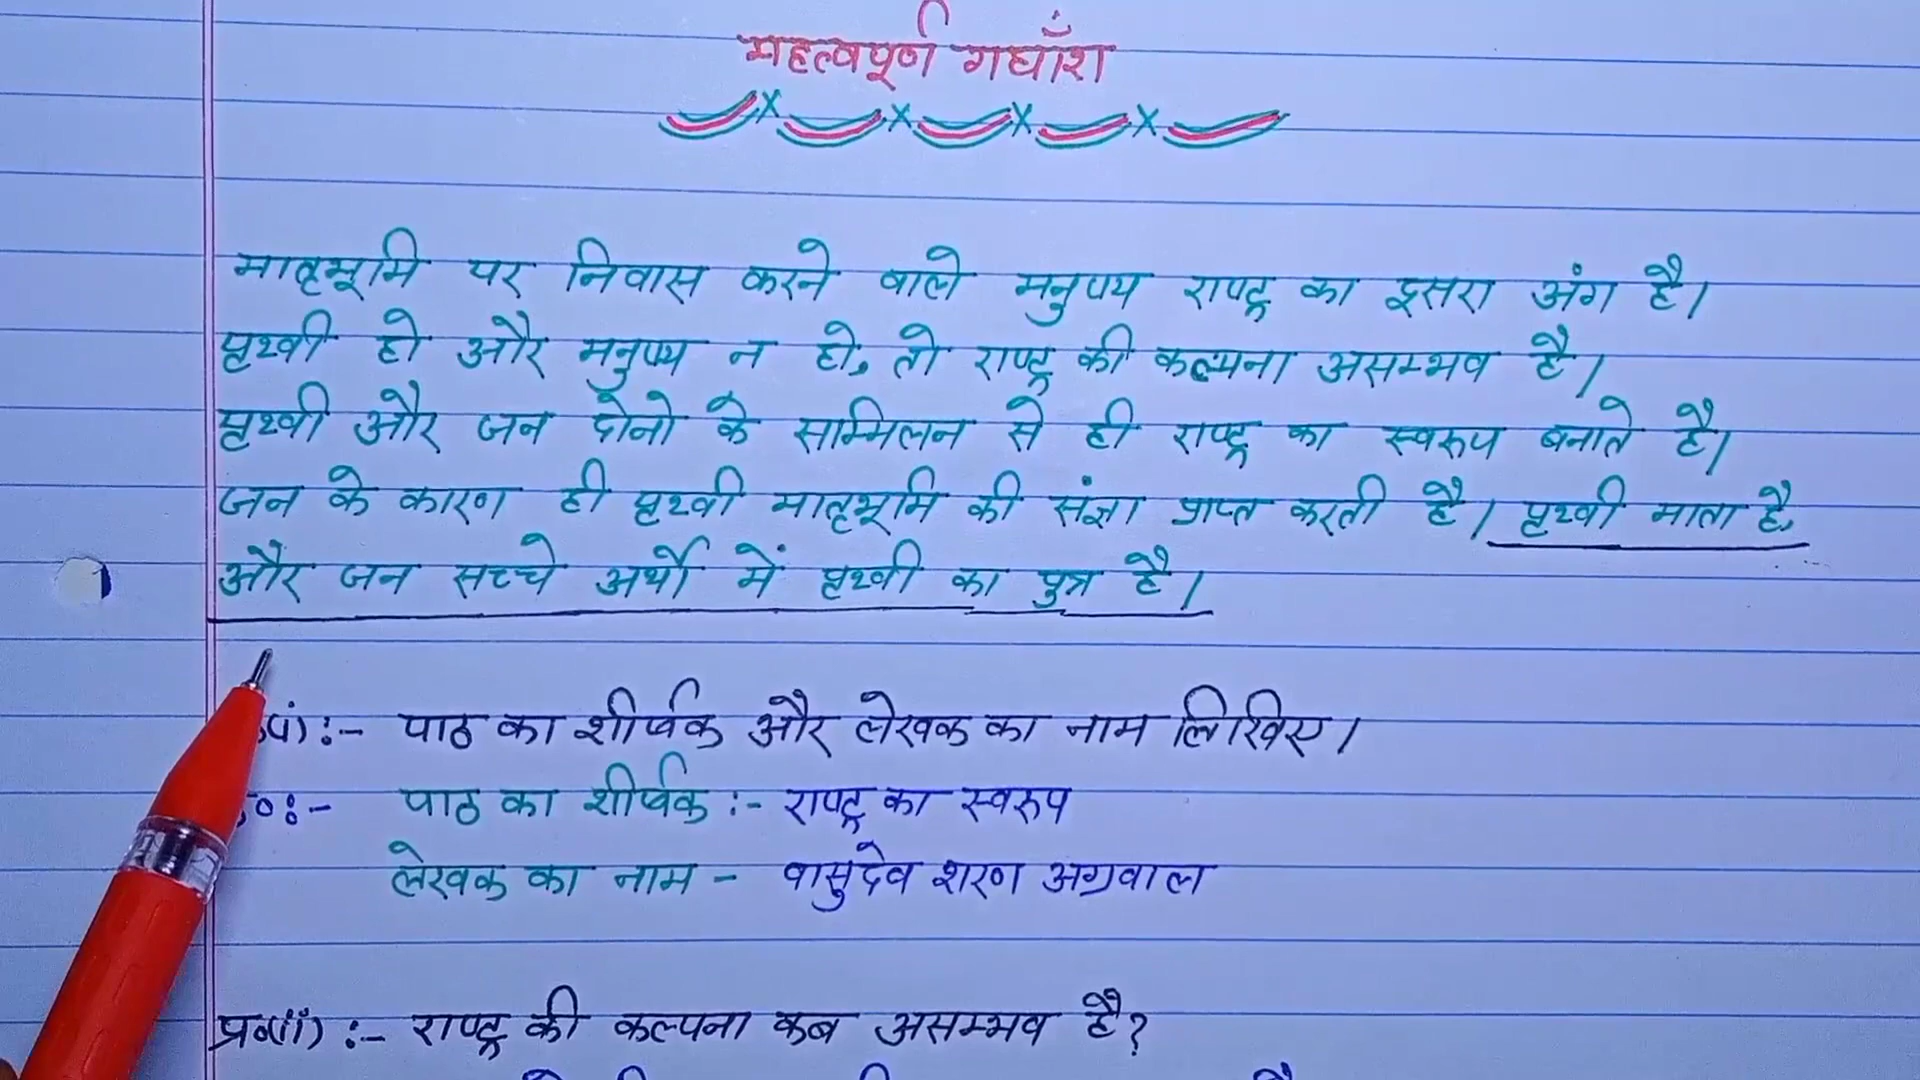 महत्वपूर्ण गद्याँश
मातृभूमि पर निवास करने वाले मनुष्य राष्ट्र का दूसरा अंग है।
पृथ्वी हो और मनुष्य न हो, तो राष्ट्र की कल्पना असम्भव है।
पृथ्वी और जन दोनो के सम्मिलन से ही राष्ट्र का स्वरुप बनाते है।
जन के कारण ही पृथ्वी मातृभूमि की संज्ञा प्राप्त करती है। पृथ्वी माता है,
और जन सच्चे अर्थो में पृथ्वी का पुत्र है।
:- पाठ का शीर्षक और लेखक का नाम लिखिए।
:- पाठ का शीर्षक :- राष्ट्र का स्वरुप
लेखक का नाम - वासुदेव शरण अग्रवाल
प्र०(ii) :- राष्ट्र की कल्पना कब असम्भव है?